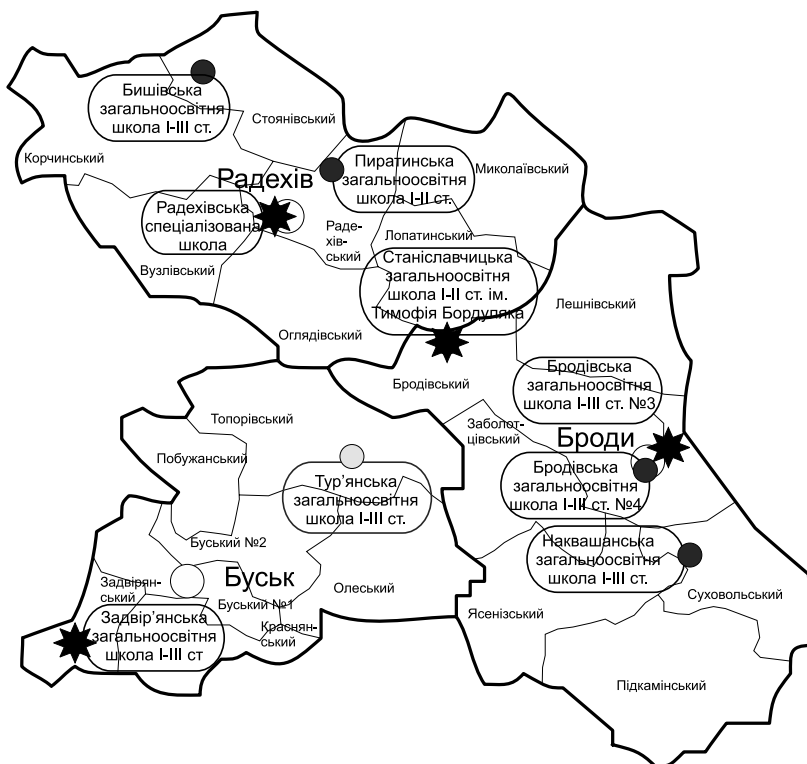 Бишівська
загальноосвітня
школа І-ІІІ ст.
Стоянівський
Корчинський
Радехів
Пиратинська
загальноосвітня
школа І-ІІ ст.
Миколаївський
Радехівська
спеціалізована
школа
Раде-
хів-
ський
Лопатинський
Вузлівський
Станіславчицька
загальноосвітня
школа І-ІІ ст. ім.
Тимофія Бордуляка
Лешнівський
Оглядівський
Бродівський
Бродівська
загальноосвітня
школа І-ІІІ ст. №3
Топорівський
Заболот-
цівський
Броди
Побужанський
Тур’янська
загальноосвітня
школа І-ІІІ ст.
Бродівська
загальноосвітня
школа І-ІІІ ст. №4
Буський №2
Наквашанська
загальноосвітня
школа І-ІІІ ст.
Задвірян-
ський
Буськ
Олеський
Буський №1
Суховольський
Ясенізський
Краснян-
ський
Задвір’янська
загальноосвітня
школа І-ІІІ ст
Підкамінський